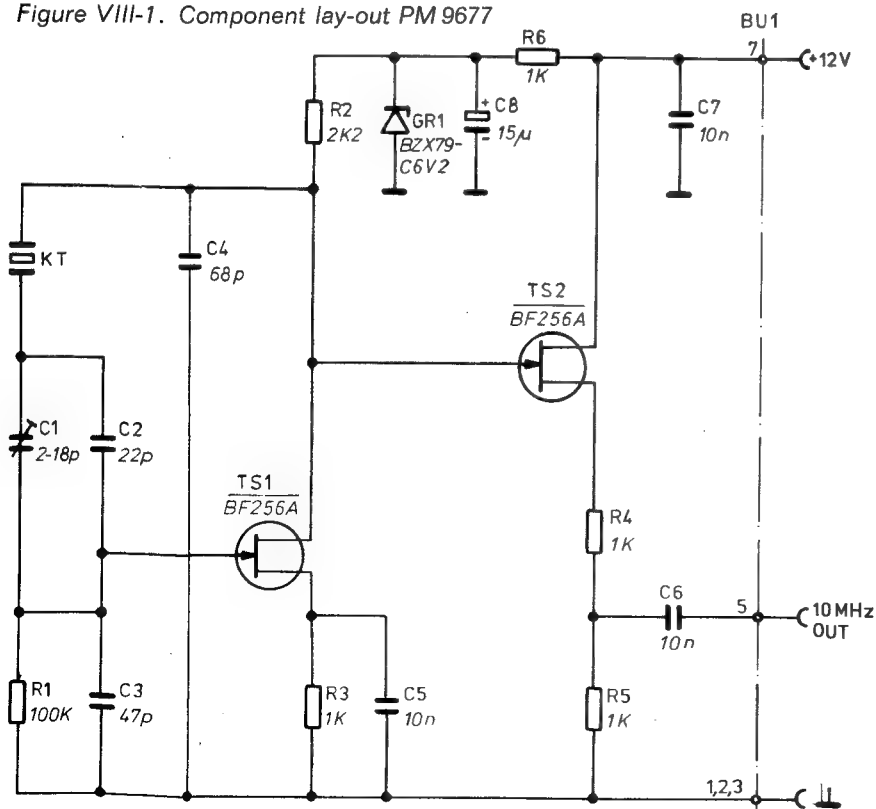 Figure VIII-1. Component lay-out PM 9677
BU1
R6
1K
7
+12V
R2
2K2
GR1
BZX79-
C6V2
+
C8
15µ
-
C7
10n
KT
C4
68p
TS2
BF256A
C1
2-18p
C2
22p
TS1
BF256A
R4
1K
C6
10n
5
10MHz
OUT
R1
100K
C3
47p
R3
1K
C5
10n
R5
1K
1,2,3